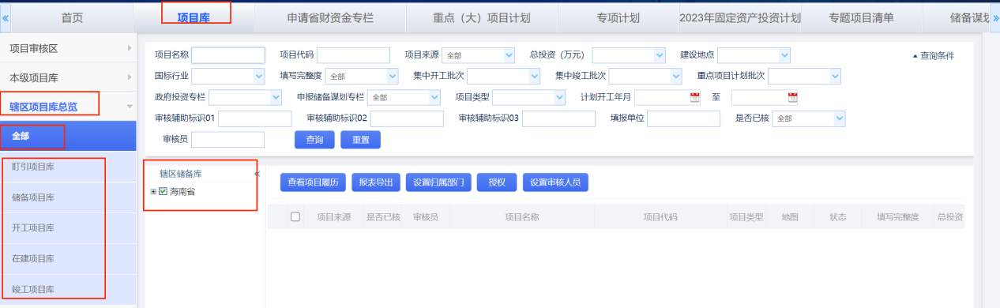 « 首页 项目库 申请省财资金专栏 重点（大）项目计划 专项计划 2023年固定资产投资计划 专题项目清单 储备谋划 »
项目审核区
本级项目库
辖区项目库总览
全部
盯引项目库
储备项目库
开工项目库
在建项目库
竣工项目库
项目名称 项目代码 项目来源 全部 总投资（万元） 建设地点 查询条件
国标行业 填写完整度 全部 集中开工批次 集中竣工批次 重点项目计划批次
政府投资专栏 申报储备谋划专栏 全部 项目类型 计划开工年月 至
审核辅助标识01 审核辅助标识02 审核辅助标识03 填报单位 是否已核 全部
审核员 查询 重置
辖区储备库 «
海南省
查看项目履历 报表导出 设置归属部门 授权 设置审核人员
项目来源 是否已核 审核员 项目名称 项目代码 项目类型 地图 状态 填写完整度 总投资